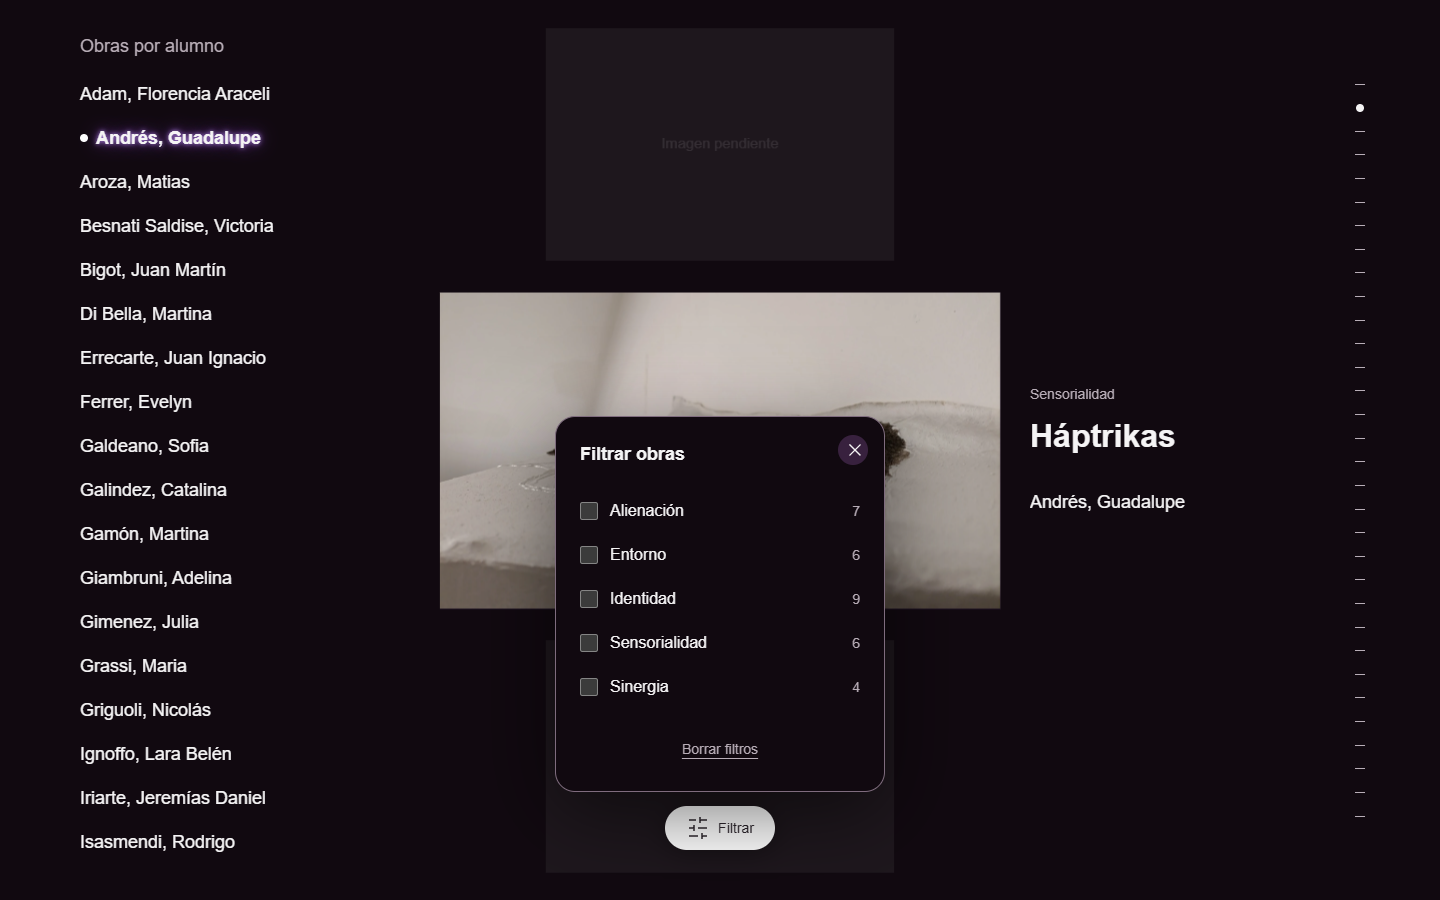 Obras por alumno
Adam, Florencia Araceli
Andrés, Guadalupe
Aroza, Matias
Besnati Saldise, Victoria
Bigot, Juan Martín
Di Bella, Martina
Errecarte, Juan Ignacio
Ferrer, Evelyn
Galdeano, Sofia
Galindez, Catalina
Gamón, Martina
Giambruni, Adelina
Gimenez, Julia
Grassi, Maria
Griguoli, Nicolás
Ignoffo, Lara Belén
Iriarte, Jeremías Daniel
Isasmendi, Rodrigo
Imagen pendiente
Filtrar obras
Alienación 7
Entorno 6
Identidad 9
Sensorialidad 6
Sinergia 4
Borrar filtros
Filtrar
Sensorialidad
Háptrikas
Andrés, Guadalupe